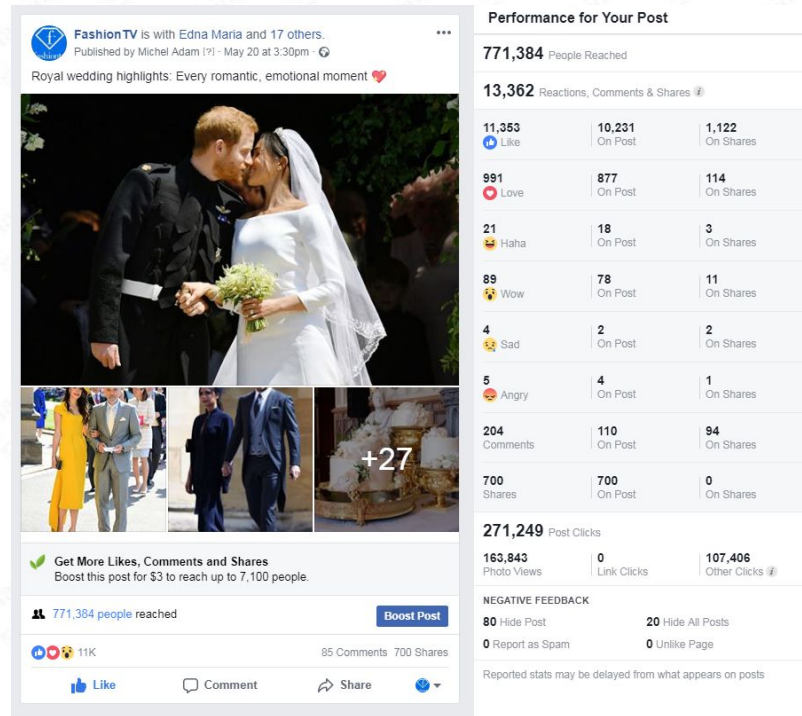 FashionTV is with Edna Maria and 17 others.
Published by Michel Adam [?] · May 20 at 3:30pm ·
Royal wedding highlights: Every romantic, emotional moment 💖
+27
Get More Likes, Comments and Shares
Boost this post for $3 to reach up to 7,100 people.
771,384 people reached
Boost Post
11K
85 Comments 700 Shares
Like Comment Share
Performance for Your Post
771,384 People Reached
13,362 Reactions, Comments & Shares
11,353 10,231 1,122
Like On Post On Shares
991 877 114
Love On Post On Shares
21 18 3
Haha On Post On Shares
89 78 11
Wow On Post On Shares
4 2 2
Sad On Post On Shares
5 4 1
Angry On Post On Shares
204 110 94
Comments On Post On Shares
700 700 0
Shares On Post On Shares
271,249 Post Clicks
163,843 0 107,406
Photo Views Link Clicks Other Clicks
NEGATIVE FEEDBACK
80 Hide Post 20 Hide All Posts
0 Report as Spam 0 Unlike Page
Reported stats may be delayed from what appears on posts